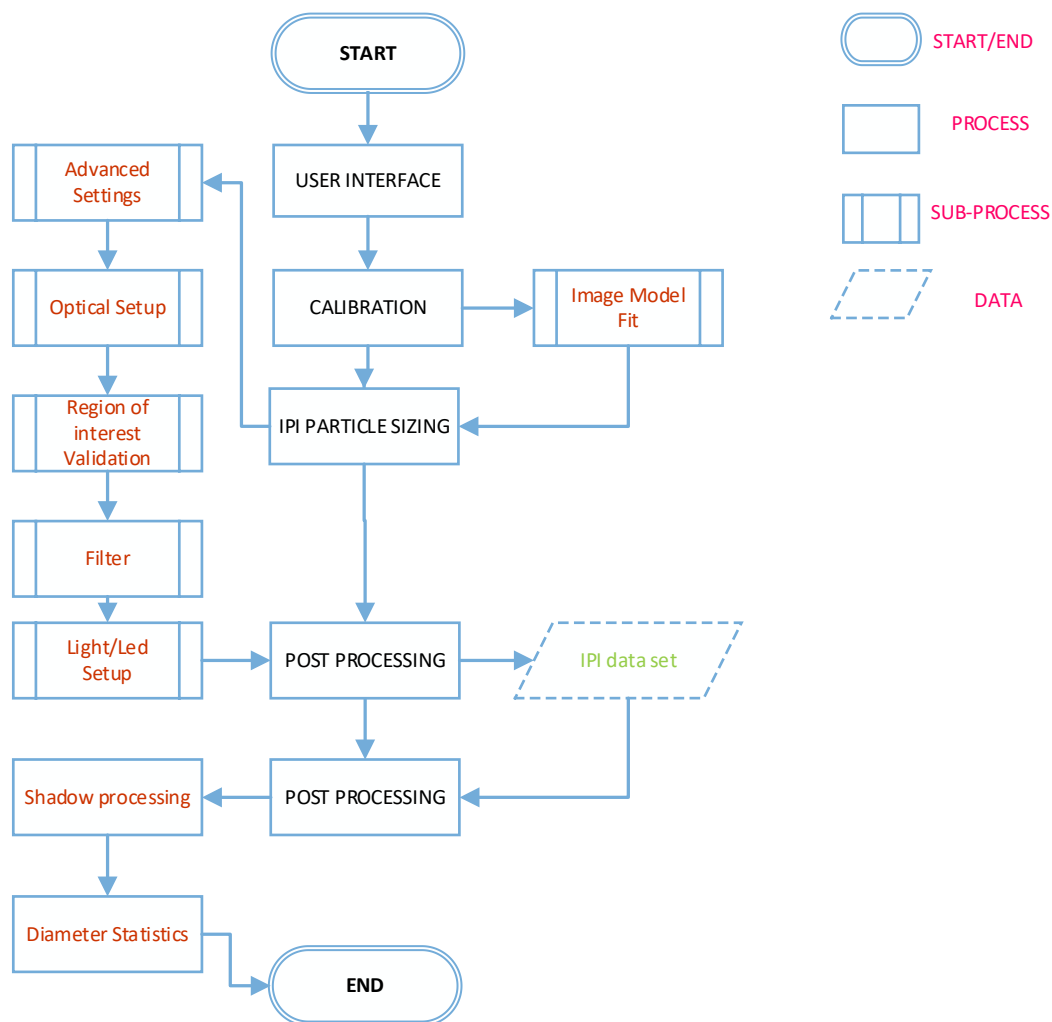 START
START/END
PROCESS
Advanced
Settings
USER INTERFACE
SUB-PROCESS
Optical Setup
CALIBRATION
Image Model
Fit
DATA
Region of
interest
Validation
IPI PARTICLE SIZING
Filter
Light/Led
Setup
POST PROCESSING
IPI data set
Shadow processing
POST PROCESSING
Diameter Statistics
END